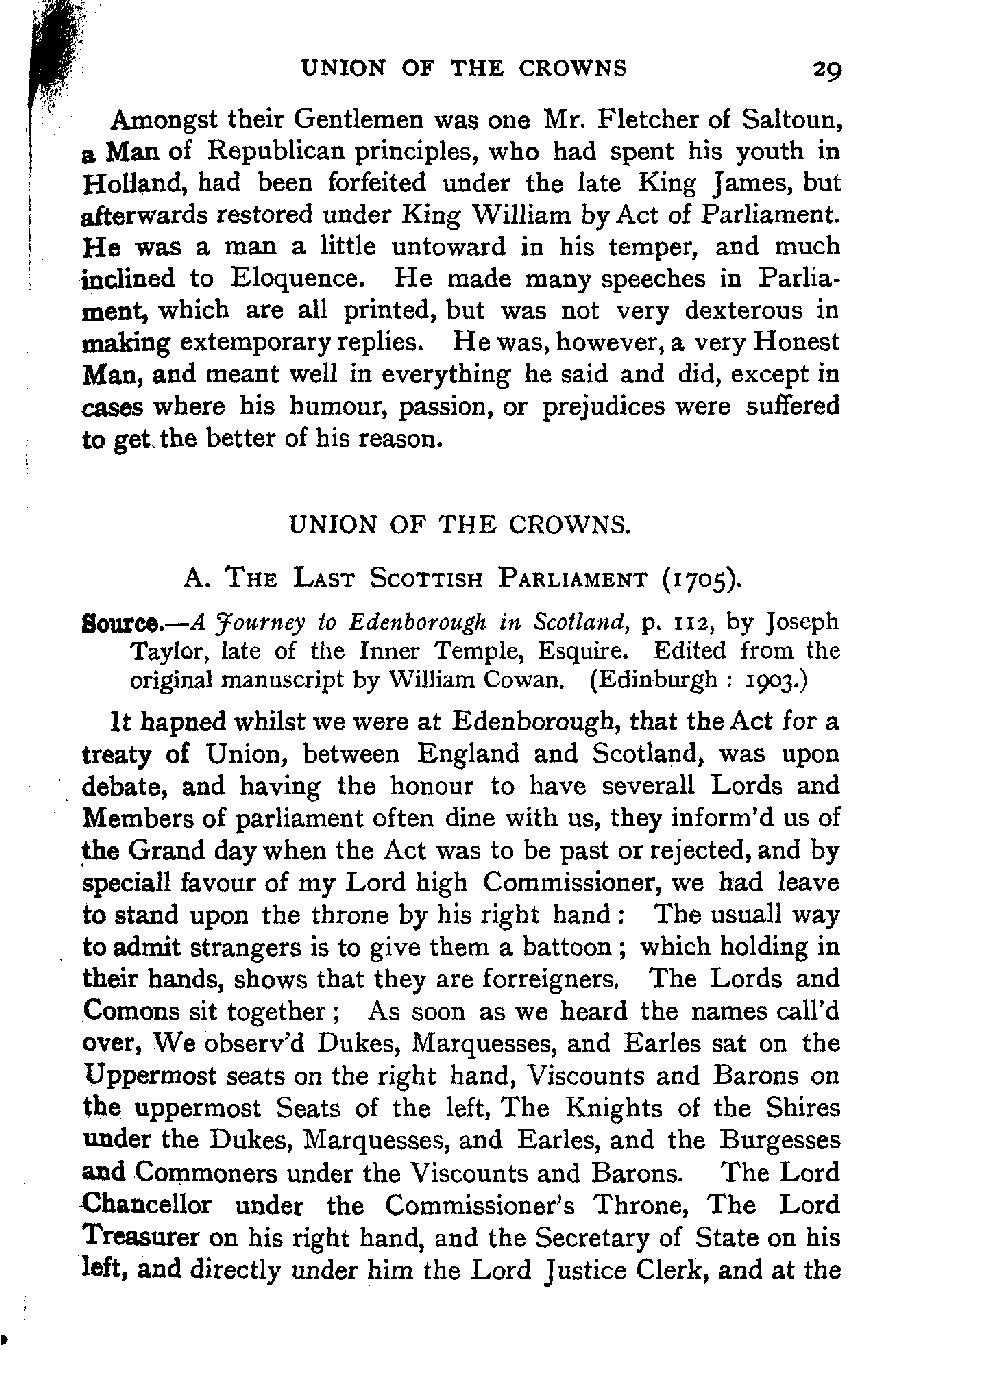 UNION OF THE CROWNS 29
Amongst their Gentlemen was one Mr. Fletcher of Saltoun,
a Man of Republican principles, who had spent his youth in
Holland, had been forfeited under the late King James, but
afterwards restored under King William by Act of Parliament.
He was a man a little untoward in his temper, and much
inclined to Eloquence. He made many speeches in Parlia-
ment, which are all printed, but was not very dexterous in
making extemporary replies. He was, however, a very Honest
Man, and meant well in everything he said and did, except in
cases where his humour, passion, or prejudices were suffered
to get the better of his reason.
UNION OF THE CROWNS.
A. THE LAST SCOTTISH PARLIAMENT (1705).
Source.—A Journey to Edenborough in Scotland, p. 112, by Joseph
Taylor, late of the Inner Temple, Esquire. Edited from the
original manuscript by William Cowan. (Edinburgh : 1903.)
It hapned whilst we were at Edenborough, that the Act for a
treaty of Union, between England and Scotland, was upon
debate, and having the honour to have severall Lords and
Members of parliament often dine with us, they inform'd us of
the Grand day when the Act was to be past or rejected, and by
speciall favour of my Lord high Commissioner, we had leave
to stand upon the throne by his right hand : The usuall way
to admit strangers is to give them a battoon ; which holding in
their hands, shows that they are forreigners. The Lords and
Comons sit together ; As soon as we heard the names call'd
over, We observ'd Dukes, Marquesses, and Earles sat on the
Uppermost seats on the right hand, Viscounts and Barons on
the uppermost Seats of the left, The Knights of the Shires
under the Dukes, Marquesses, and Earles, and the Burgesses
and Commoners under the Viscounts and Barons. The Lord
Chancellor under the Commissioner's Throne, The Lord
Treasurer on his right hand, and the Secretary of State on his
left, and directly under him the Lord Justice Clerk, and at the